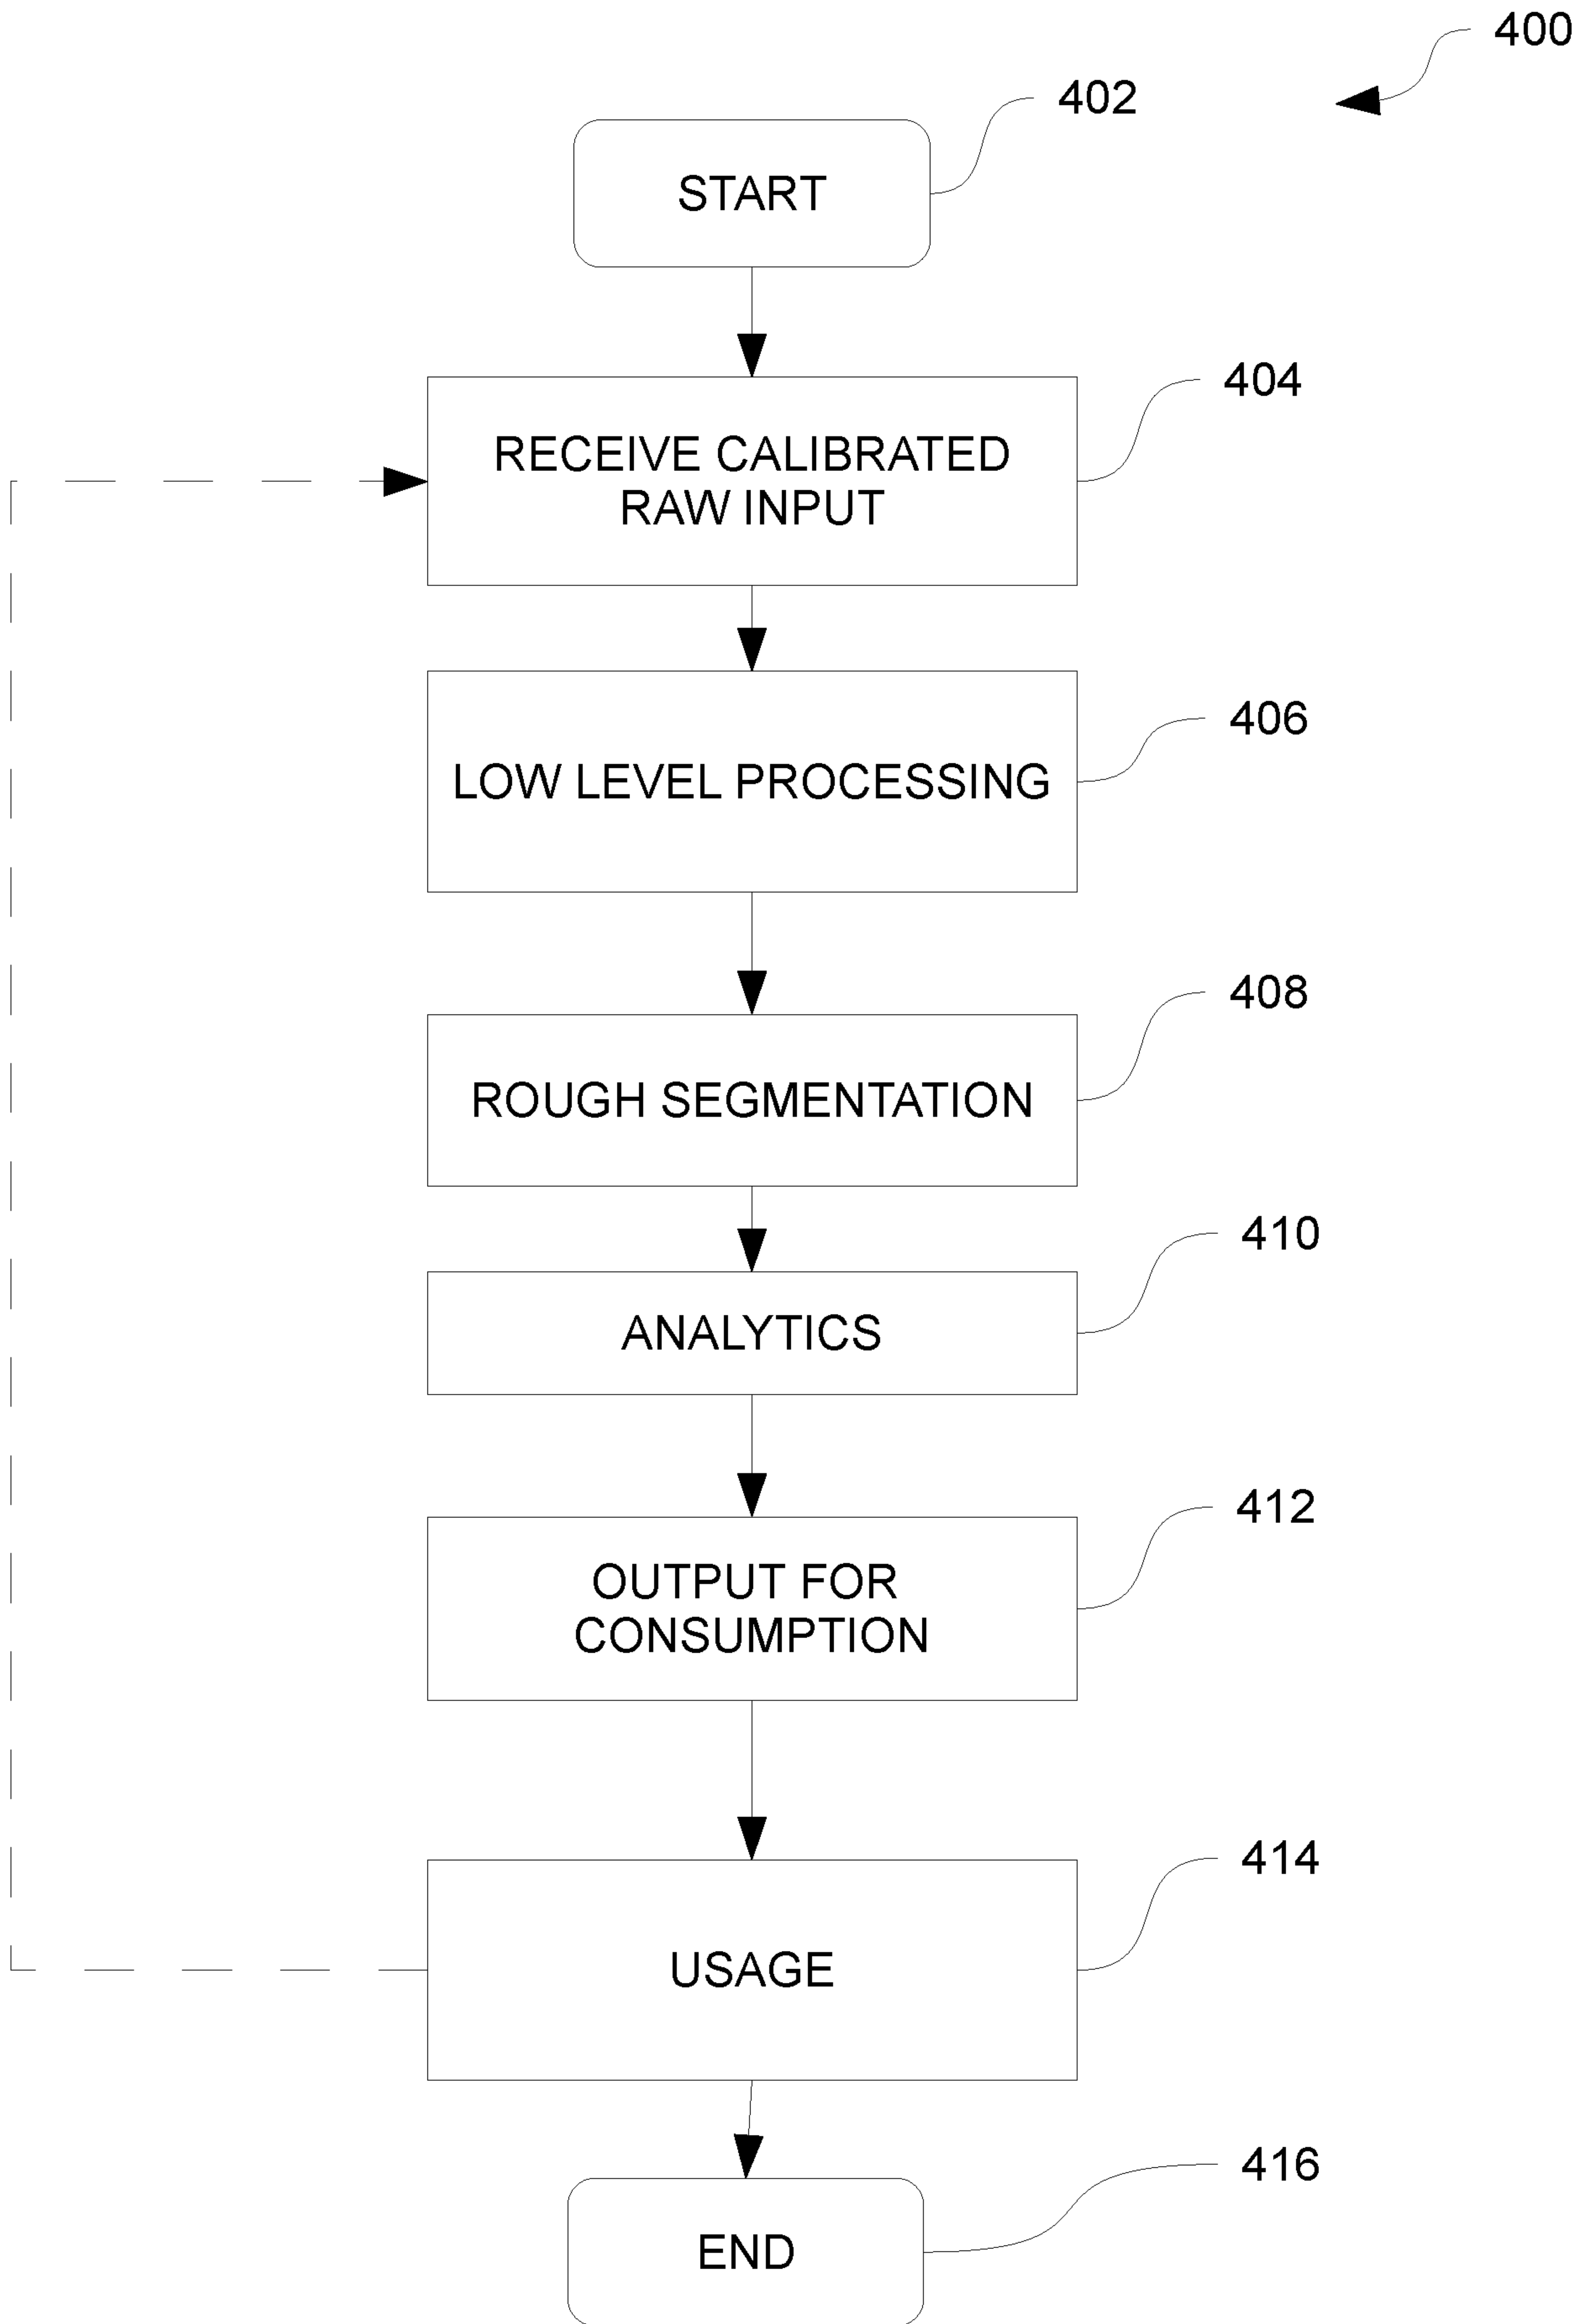 400
402
START
404
RECEIVE CALIBRATED
RAW INPUT
406
LOW LEVEL PROCESSING
408
ROUGH SEGMENTATION
410
ANALYTICS
412
OUTPUT FOR
CONSUMPTION
414
USAGE
416
END